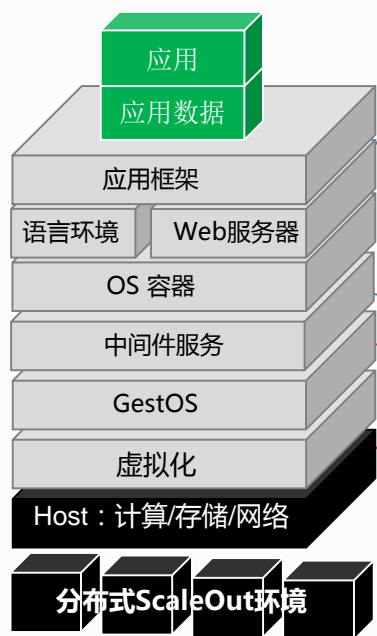 应用
应用数据
应用框架
语言环境 Web服务器
OS 容器
中间件服务
GestOS
虚拟化
Host：计算/存储/网络
分布式ScaleOut环境